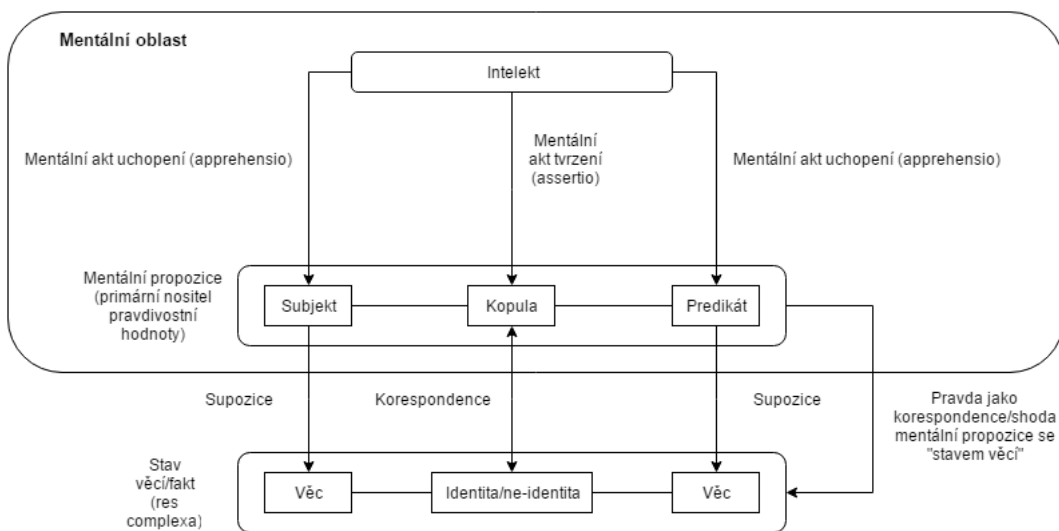 Mentální oblast
Intelekt
Mentální akt uchopení (apprehensio)
Mentální
akt tvrzení
(assertio)
Mentální akt uchopení (apprehensio)
Mentální propozice
(primární nositel
pravdivostní
hodnoty)
Subjekt
Kopula
Predikát
Supozice
Korespondence
Supozice
Pravda jako
korespondence/shoda
mentální propozice se
"stavem věcí"
Stav
věcí/fakt
(res
complexa)
Věc
Identita/ne-identita
Věc